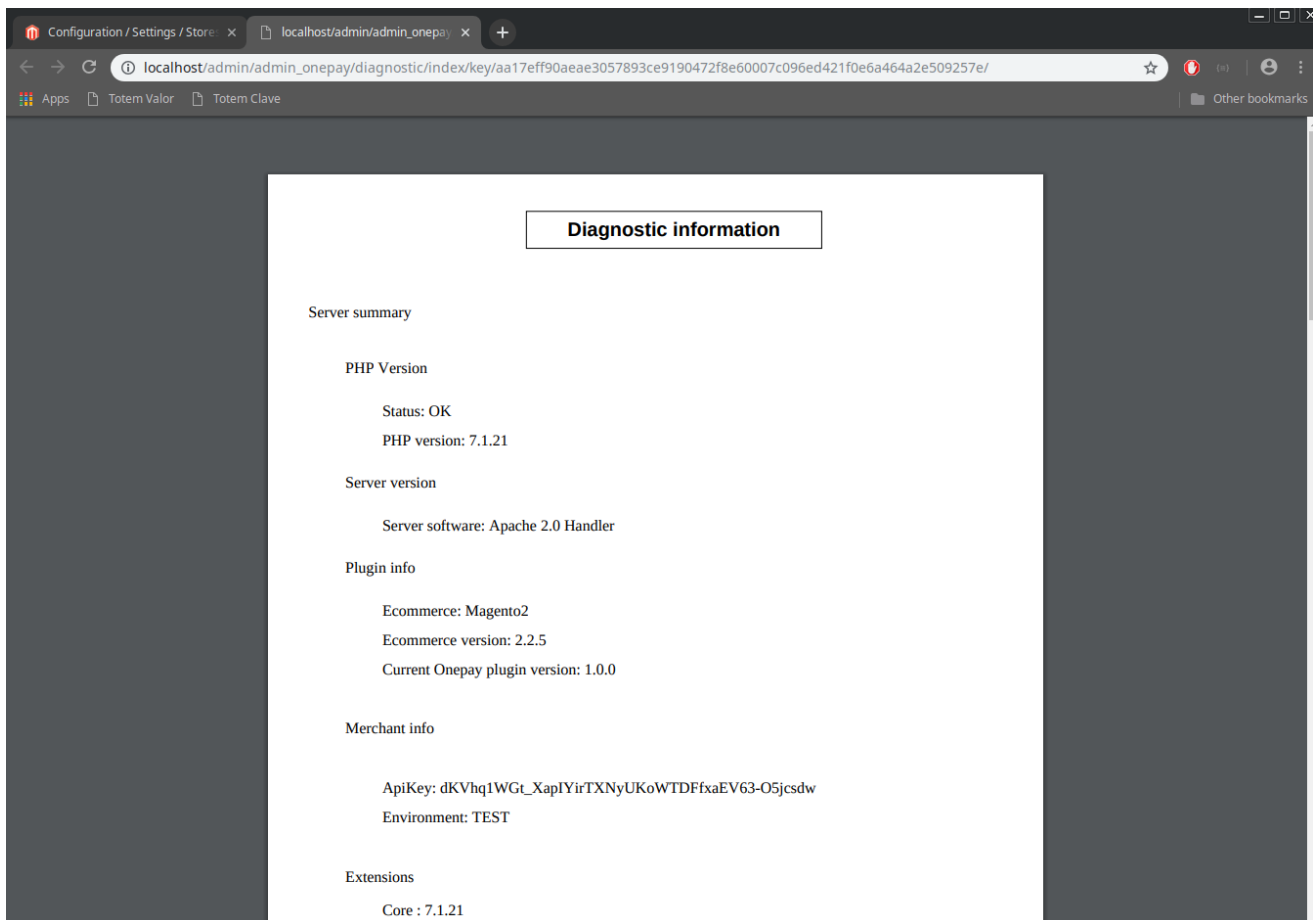 Configuration / Settings / Store
localhost/admin/admin_onepay
localhost/admin/admin_onepay/diagnostic/index/key/aa17eff90aeae3057893ce9190472f8e60007c096ed421f0e6a464a2e509257e/
Apps Totem Valor Totem Clave Other bookmarks
Diagnostic information
Server summary
PHP Version
Status: OK
PHP version: 7.1.21
Server version
Server software: Apache 2.0 Handler
Plugin info
Ecommerce: Magento2
Ecommerce version: 2.2.5
Current Onepay plugin version: 1.0.0
Merchant info
ApiKey: dKVhq1WGt_XapIYirTXNyUKoWTDFfxaEV63-O5jcsdw
Environment: TEST
Extensions
Core : 7.1.21